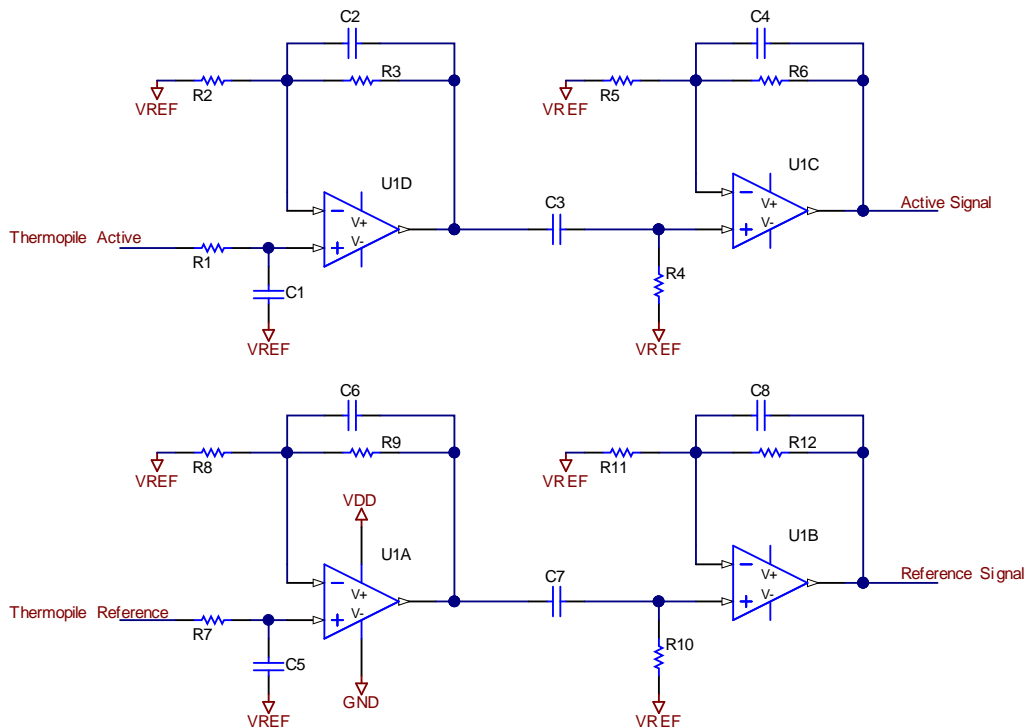 C2
C4
R3
R6
R2
R5
VREF
VREF
U1D
U1C
V+
V-
V+
V-
C3
Active Signal
Thermopile Active
R1
R4
C1
VREF
VREF
C6
C8
R9
R12
R8
R11
VREF
VREF
VDD
U1A
U1B
V+
V-
V+
V-
C7
Reference Signal
Thermopile Reference
R7
R10
C5
GND
VREF
VREF